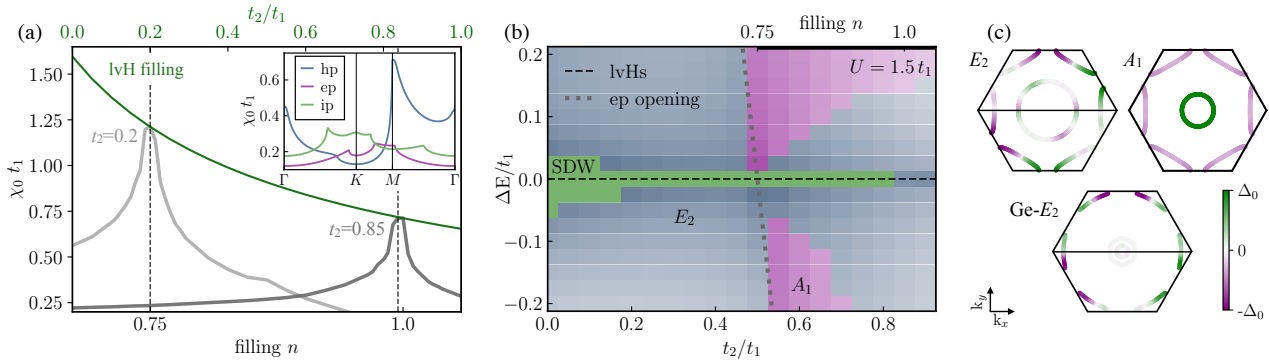 (a)
t₂/t₁
0.0 0.2 0.4 0.6 0.8 1.0
1.50
1.25
1.00
0.75
0.50
0.25
χ₀ t₁
lvH filling
t₂=0.2
t₂=0.85
0.75 1.0
filling n
χ₀ t₁
0.6
0.4
0.2
hp
ep
ip
Γ K M Γ
(b)
filling n
0.75 1.0
0.2
0.1
0.0
−0.1
−0.2
ΔE/t₁
lvHs
ep opening
U = 1.5 t₁
SDW
E₂
A₁
0.0 0.2 0.4 0.6 0.8
t₂/t₁
(c)
E₂
A₁
Ge-E₂
Δ₀
0
-Δ₀
k_y
k_x